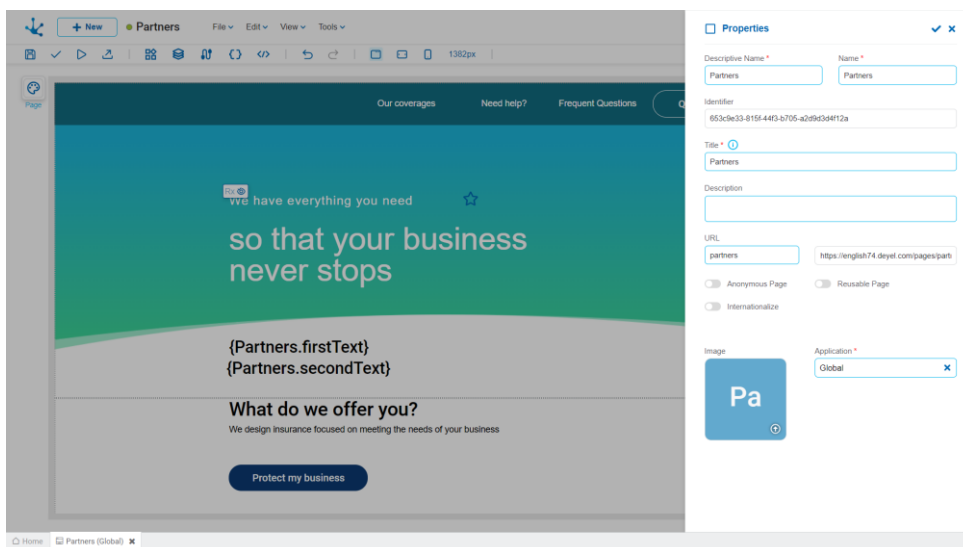 + New
Partners
File
Edit
View
Tools
1382px
Page
Our coverages
Need help?
Frequent Questions
Q
Rx
We have everything you need
so that your business
never stops
{Partners.firstText}
{Partners.secondText}
What do we offer you?
We design insurance focused on meeting the needs of your business
Protect my business
Properties
Descriptive Name *
Name *
Partners
Partners
Identifier
653c9e33-815f-44f3-b705-a2d9d3d4f12a
Title *
Partners
Description
URL
partners
https://english74.deyel.com/pages/part
Anonymous Page
Reusable Page
Internationalize
Image
Application *
Pa
Global
Home
Partners (Global)